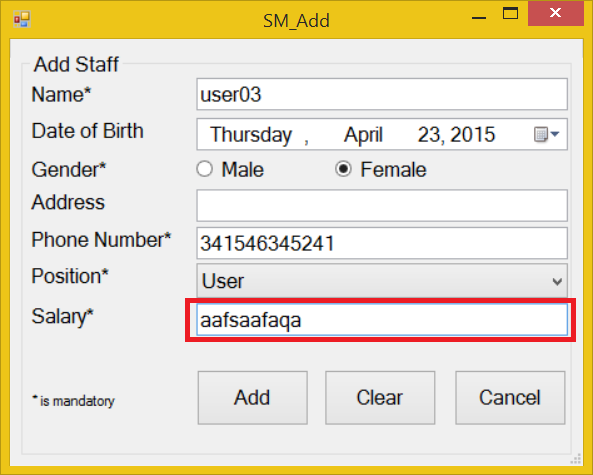 SM_Add
Add Staff
Name* user03
Date of Birth Thursday , April 23, 2015
Gender* Male Female
Address
Phone Number* 341546345241
Position* User
Salary* aafsaafaqa
* is mandatory Add Clear Cancel